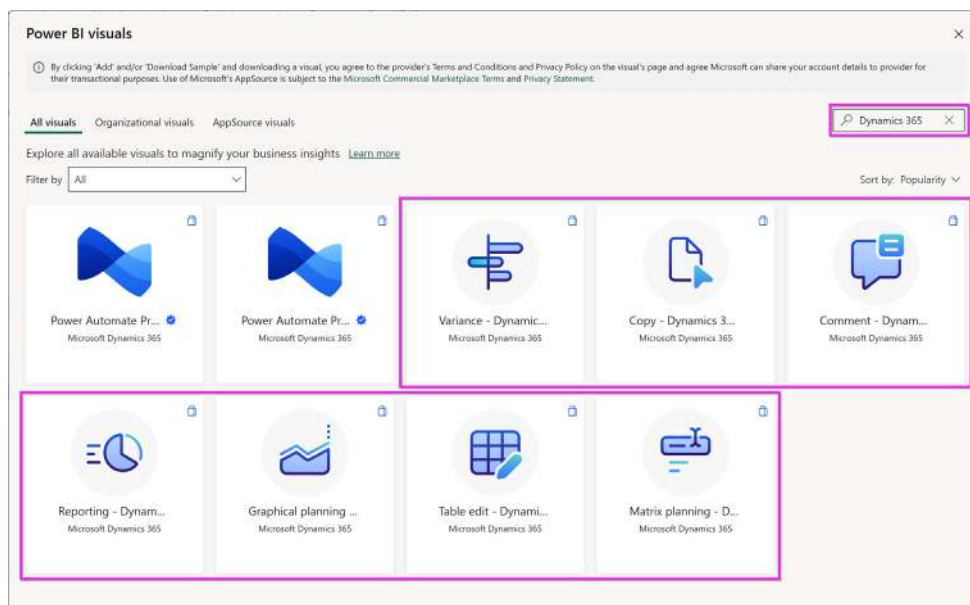 Power BI visuals
By clicking 'Add' and/or 'Download Sample' and downloading a visual, you agree to the provider's Terms and Conditions and Privacy Policy on the visual's page and agree Microsoft can share your account details to provider for
their transactional purposes. Use of Microsoft's AppSource is subject to the Microsoft Commercial Marketplace Terms and Privacy Statement.
All visuals Organizational visuals AppSource visuals
Dynamics 365
Explore all available visuals to magnify your business insights Learn more
Filter by All
Sort by: Popularity
Power Automate Pr...
Microsoft Dynamics 365
Power Automate Pr...
Microsoft Dynamics 365
Variance - Dynamic...
Microsoft Dynamics 365
Copy - Dynamics 3...
Microsoft Dynamics 365
Comment - Dynam...
Microsoft Dynamics 365
Reporting - Dynam...
Microsoft Dynamics 365
Graphical planning ...
Microsoft Dynamics 365
Table edit - Dynami...
Microsoft Dynamics 365
Matrix planning - D...
Microsoft Dynamics 365